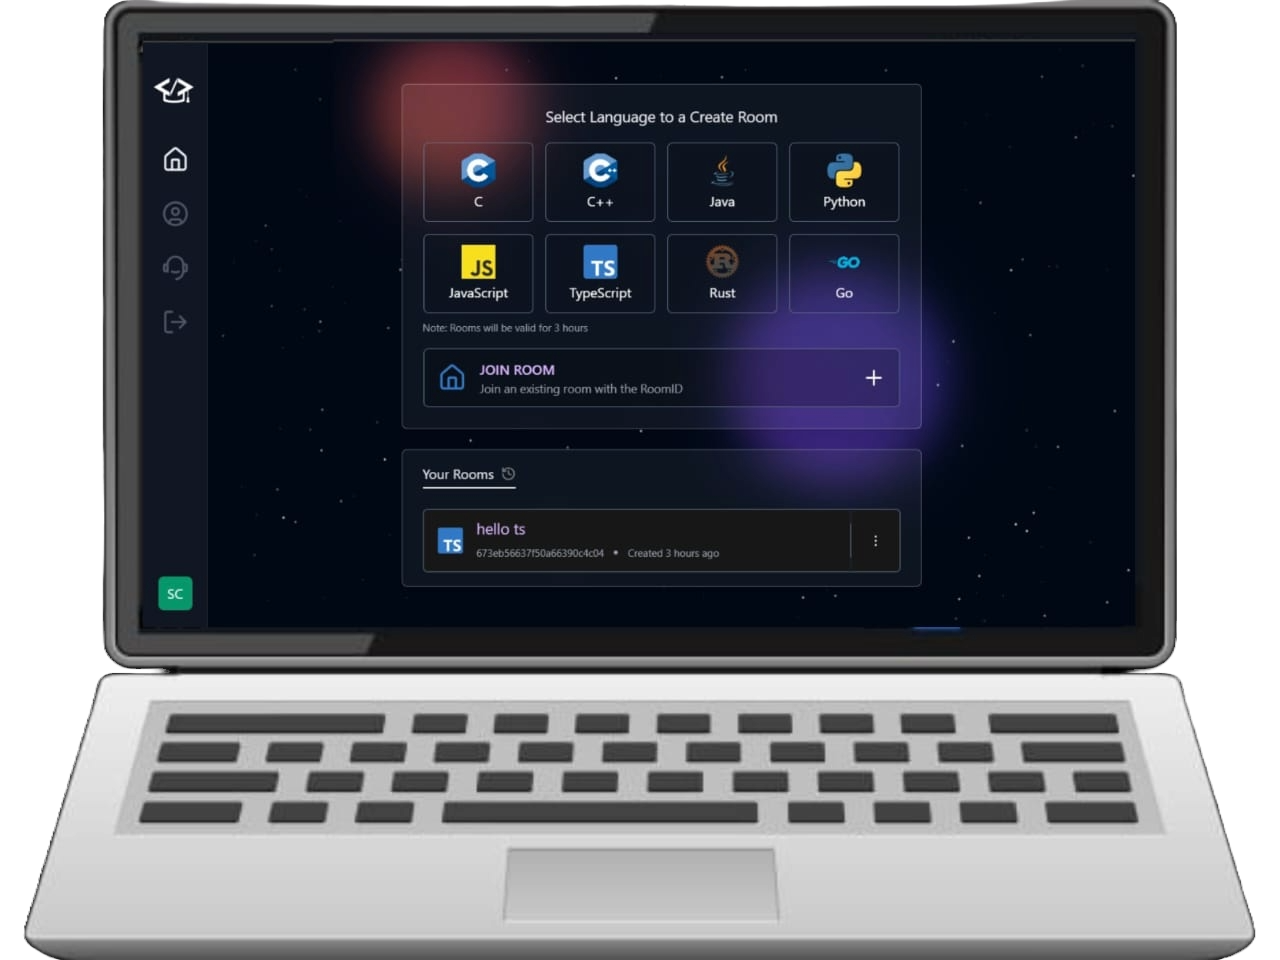 Select Language to a Create Room
C
C++
Java
Python
JS
JavaScript
TS
TypeScript
R
Rust
GO
Go
Note: Rooms will be valid for 3 hours
JOIN ROOM
Join an existing room with the RoomID
Your Rooms
TS
hello ts
673eb56637f50a66390c4c04 • Created 3 hours ago
SC